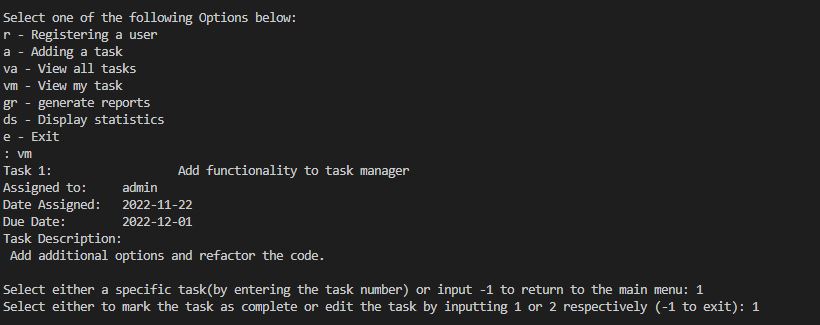 Select one of the following Options below:
r - Registering a user
a - Adding a task
va - View all tasks
vm - View my task
gr - generate reports
ds - Display statistics
e - Exit
: vm
Task 1:                  Add functionality to task manager
Assigned to:     admin
Date Assigned:   2022-11-22
Due Date:        2022-12-01
Task Description:
 Add additional options and refactor the code.
Select either a specific task(by entering the task number) or input -1 to return to the main menu: 1
Select either to mark the task as complete or edit the task by inputting 1 or 2 respectively (-1 to exit): 1